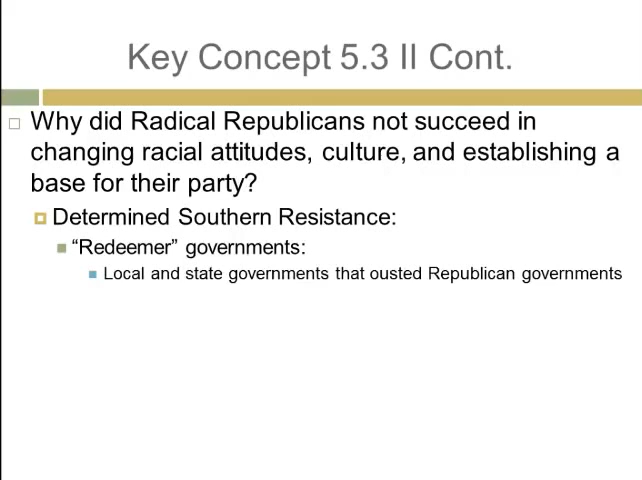 Key Concept 5.3 II Cont.
Why did Radical Republicans not succeed in
changing racial attitudes, culture, and establishing a
base for their party?
Determined Southern Resistance:
“Redeemer” governments:
Local and state governments that ousted Republican governments